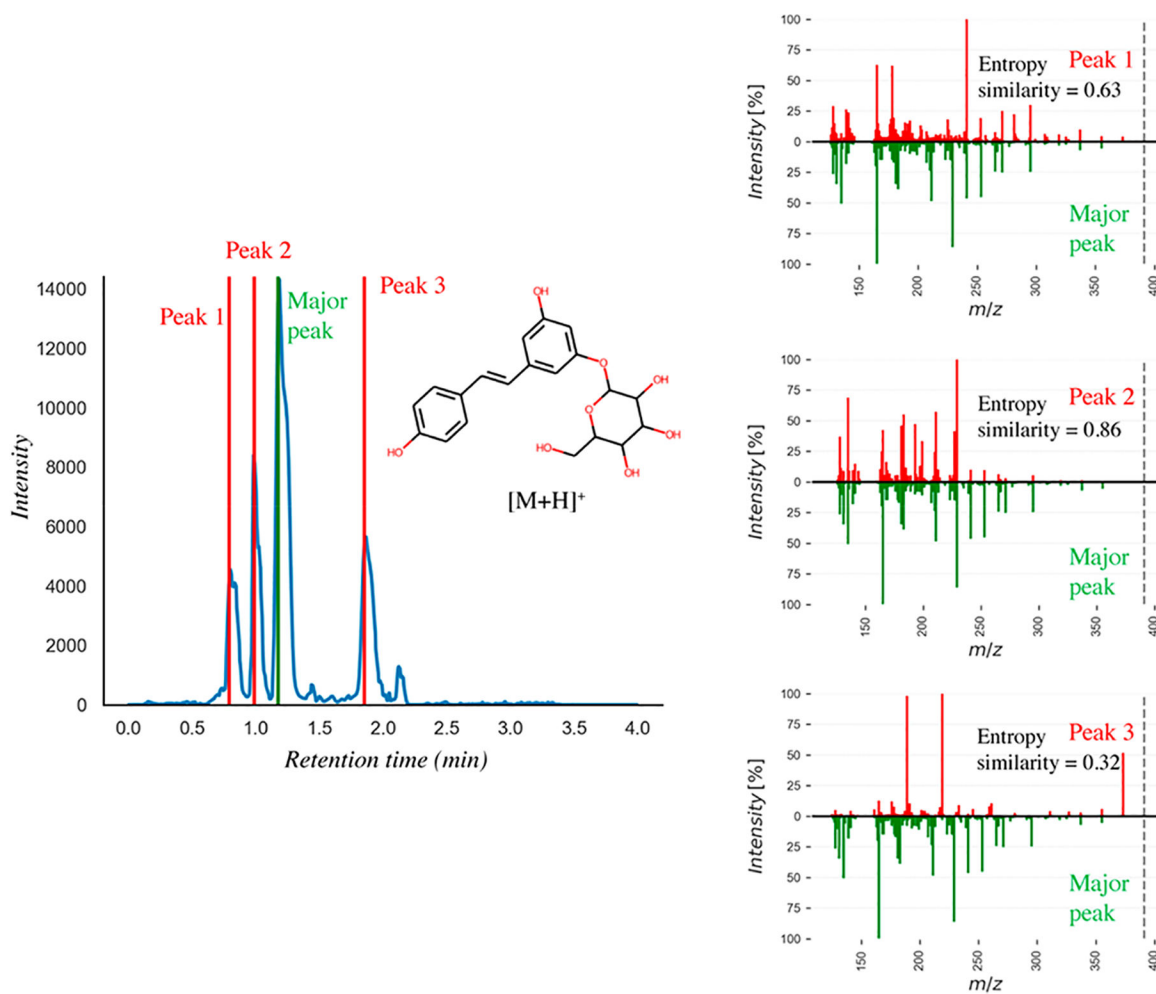 Peak 2
Peak 1
Major
peak
Peak 3
14000
12000
10000
8000
6000
4000
2000
0
Intensity
0.0 0.5 1.0 1.5 2.0 2.5 3.0 3.5 4.0
Retention time (min)
OH
O
OH
O
OH
HO
OH
HO
[M+H]⁺
100
75
50
25
0
25
50
75
100
Intensity [%]
Entropy
similarity = 0.63
Peak 1
Major
peak
150 200 250 300 350 400
m/z
100
75
50
25
0
25
50
75
100
Intensity [%]
Entropy
similarity = 0.86
Peak 2
Major
peak
150 200 250 300 350 400
m/z
100
75
50
25
0
25
50
75
100
Intensity [%]
Entropy
similarity = 0.32
Peak 3
Major
peak
150 200 250 300 350 400
m/z